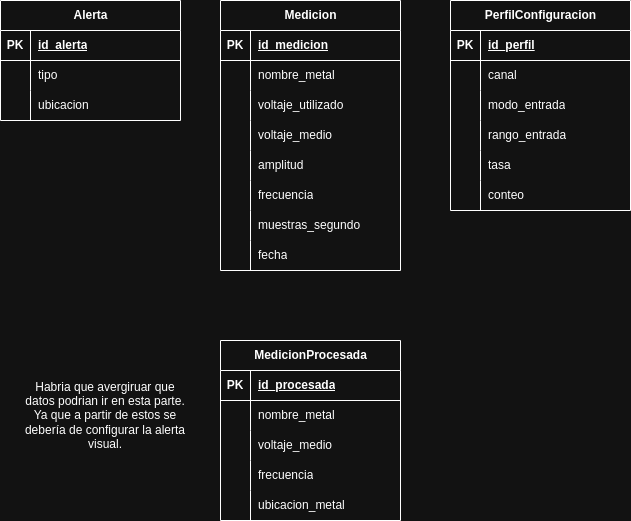 Alerta
PK id_alerta
tipo
ubicacion
Medicion
PK id_medicion
nombre_metal
voltaje_utilizado
voltaje_medio
amplitud
frecuencia
muestras_segundo
fecha
PerfilConfiguracion
PK id_perfil
canal
modo_entrada
rango_entrada
tasa
conteo
Habria que avergiruar que
datos podrian ir en esta parte.
Ya que a partir de estos se
debería de configurar la alerta
visual.
MedicionProcesada
PK id_procesada
nombre_metal
voltaje_medio
frecuencia
ubicacion_metal